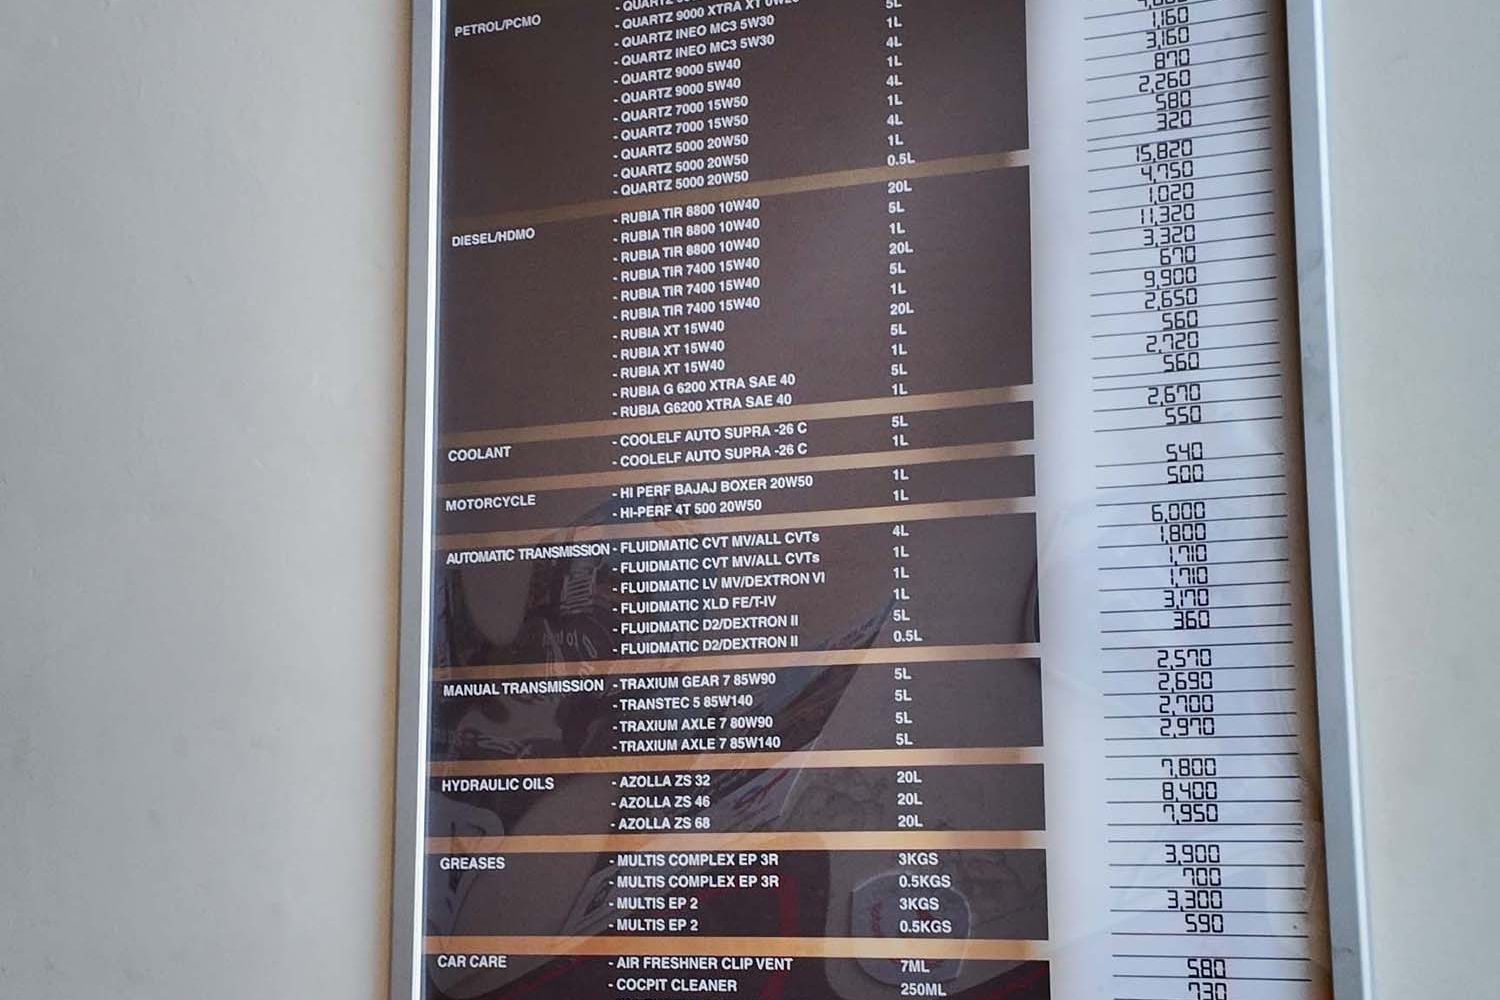 - QUARTZ
PETROL/PCMO - QUARTZ 9000 XTRA XT
- QUARTZ INEO MC3 5W30 5L
- QUARTZ INEO MC3 5W30 1L
- QUARTZ 9000 5W40 4L
- QUARTZ 9000 5W40 1L 1,160
- QUARTZ 7000 15W50 4L 3,160
- QUARTZ 7000 15W50 1L 870
- QUARTZ 5000 20W50 4L 2,260
- QUARTZ 5000 20W50 1L 580
- QUARTZ 5000 20W50 0.5L 320
DIESEL/HDMO - RUBIA TIR 8800 10W40 20L 15,820
- RUBIA TIR 8800 10W40 5L 4,750
- RUBIA TIR 8800 10W40 1L 1,020
- RUBIA TIR 7400 15W40 20L 11,320
- RUBIA TIR 7400 15W40 5L 3,320
- RUBIA TIR 7400 15W40 1L 670
- RUBIA XT 15W40 20L 9,900
- RUBIA XT 15W40 5L 2,650
- RUBIA XT 15W40 1L 560
- RUBIA G 6200 XTRA SAE 40 5L 2,720
- RUBIA G6200 XTRA SAE 40 1L 560
COOLANT - COOLELF AUTO SUPRA -26 C 5L 2,670
- COOLELF AUTO SUPRA -26 C 1L 550
MOTORCYCLE - HI PERF BAJAJ BOXER 20W50 1L 540
- HI-PERF 4T 500 20W50 1L 500
AUTOMATIC TRANSMISSION - FLUIDMATIC CVT MV/ALL CVTs 4L 6,000
- FLUIDMATIC CVT MV/ALL CVTs 1L 1,800
- FLUIDMATIC LV MV/DEXTRON VI 1L 1,710
- FLUIDMATIC XLD FE/T-IV 1L 1,710
- FLUIDMATIC D2/DEXTRON II 5L 3,170
- FLUIDMATIC D2/DEXTRON II 0.5L 360
MANUAL TRANSMISSION - TRAXIUM GEAR 7 85W90 5L 2,570
- TRANSTEC 5 85W140 5L 2,690
- TRAXIUM AXLE 7 80W90 5L 2,700
- TRAXIUM AXLE 7 85W140 5L 2,970
HYDRAULIC OILS - AZOLLA ZS 32 20L 7,800
- AZOLLA ZS 46 20L 8,400
- AZOLLA ZS 68 20L 7,950
GREASES - MULTIS COMPLEX EP 3R 3KGS 3,900
- MULTIS COMPLEX EP 3R 0.5KGS 700
- MULTIS EP 2 3KGS 3,300
- MULTIS EP 2 0.5KGS 590
CAR CARE - AIR FRESHNER CLIP VENT 7ML 580
- COCPIT CLEANER 250ML 730